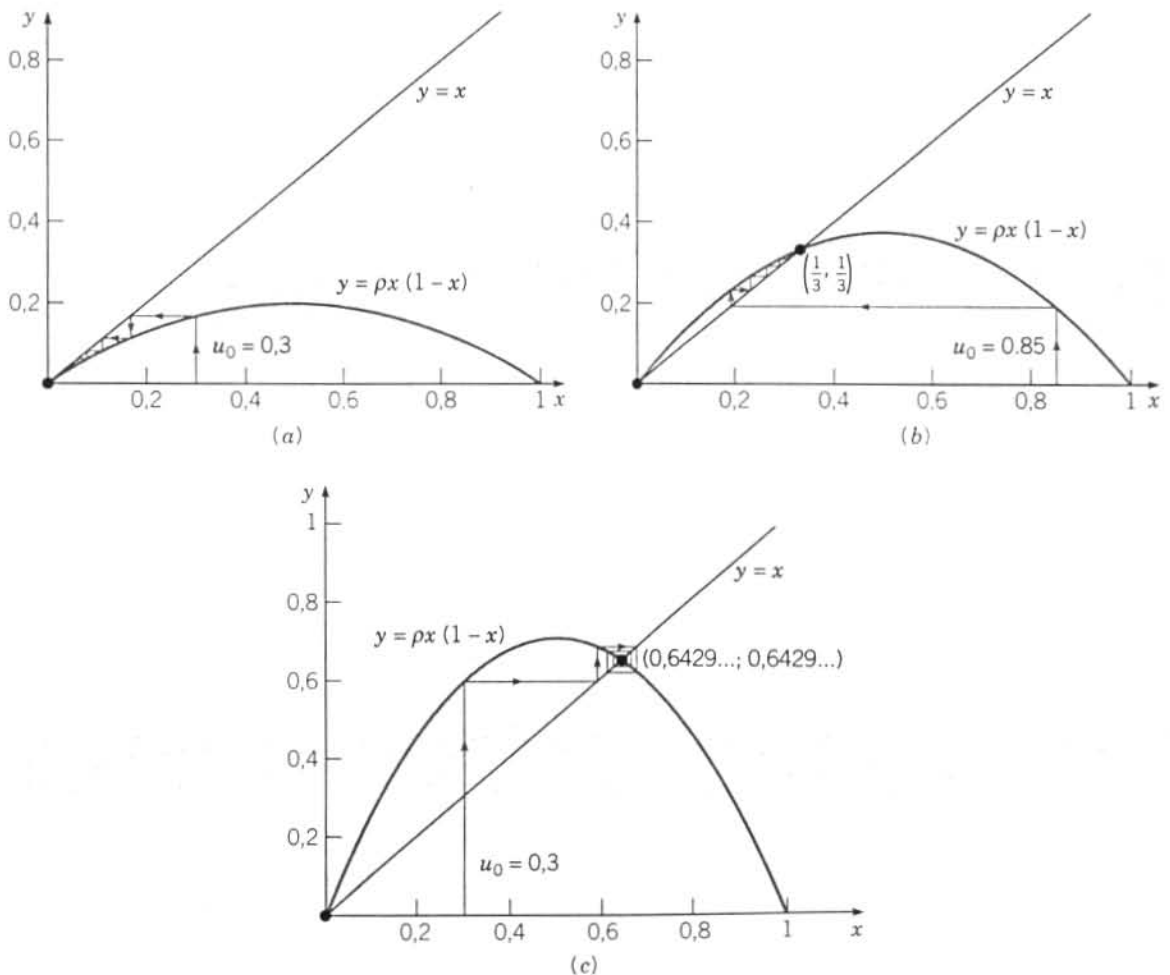 y
0,8
0,6
0,4
0,2
y = x
y = ρx (1 − x)
u₀ = 0,3
0,2 0,4 0,6 0,8 1 x
(a)
y
0,8
0,6
0,4
0,2
y = x
y = ρx (1 − x)
(1/3, 1/3)
u₀ = 0.85
0,2 0,4 0,6 0,8 1 x
(b)
y
1
0,8
0,6
0,4
0,2
y = x
y = ρx (1 − x)
(0,6429...; 0,6429...)
u₀ = 0,3
0,2 0,4 0,6 0,8 1 x
(c)